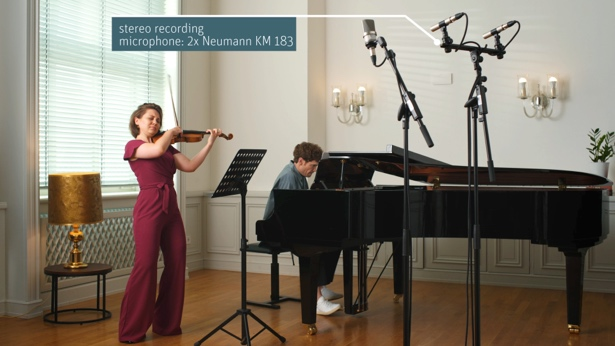 stereo recording
microphone: 2x Neumann KM 183